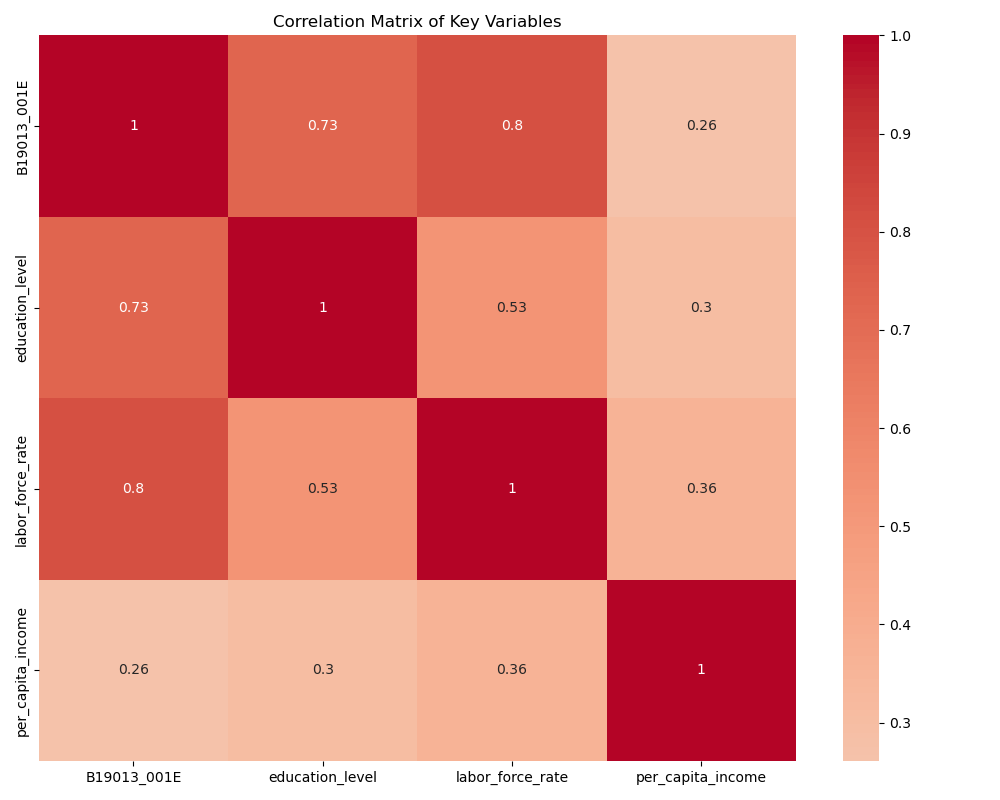 Correlation Matrix of Key Variables
B19013_001E
1
0.73
0.8
0.26
education_level
0.73
1
0.53
0.3
labor_force_rate
0.8
0.53
1
0.36
per_capita_income
0.26
0.3
0.36
1
B19013_001E
education_level
labor_force_rate
per_capita_income
1.0
0.9
0.8
0.7
0.6
0.5
0.4
0.3